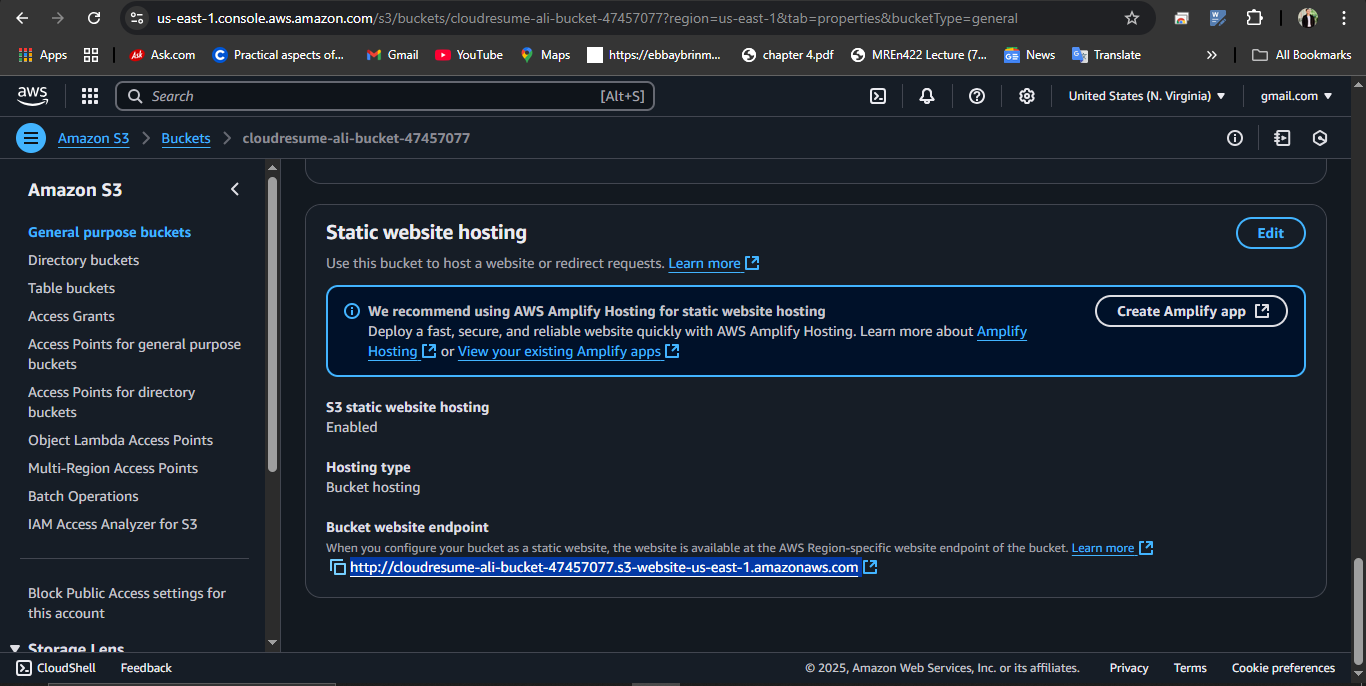 us-east-1.console.aws.amazon.com/s3/buckets/cloudresume-ali-bucket-47457077?region=us-east-1&tab=properties&bucketType=general
Apps Ask Ask.com Practical aspects of... Gmail YouTube Maps https://ebbaybrinm... chapter 4.pdf MREn422 Lecture (7... GE News Translate » All Bookmarks
aws Search [Alt+S] United States (N. Virginia) ▼ gmail.com ▼
Amazon S3 > Buckets > cloudresume-ali-bucket-47457077
Amazon S3
General purpose buckets
Directory buckets
Table buckets
Access Grants
Access Points for general purpose
buckets
Access Points for directory
buckets
Object Lambda Access Points
Multi-Region Access Points
Batch Operations
IAM Access Analyzer for S3
Block Public Access settings for
this account
Storage Lens
Static website hosting
Edit
Use this bucket to host a website or redirect requests. Learn more
We recommend using AWS Amplify Hosting for static website hosting
Deploy a fast, secure, and reliable website quickly with AWS Amplify Hosting. Learn more about Amplify
Hosting or View your existing Amplify apps
Create Amplify app
S3 static website hosting
Enabled
Hosting type
Bucket hosting
Bucket website endpoint
When you configure your bucket as a static website, the website is available at the AWS Region-specific website endpoint of the bucket. Learn more
http://cloudresume-ali-bucket-47457077.s3-website-us-east-1.amazonaws.com
CloudShell Feedback © 2025, Amazon Web Services, Inc. or its affiliates. Privacy Terms Cookie preferences